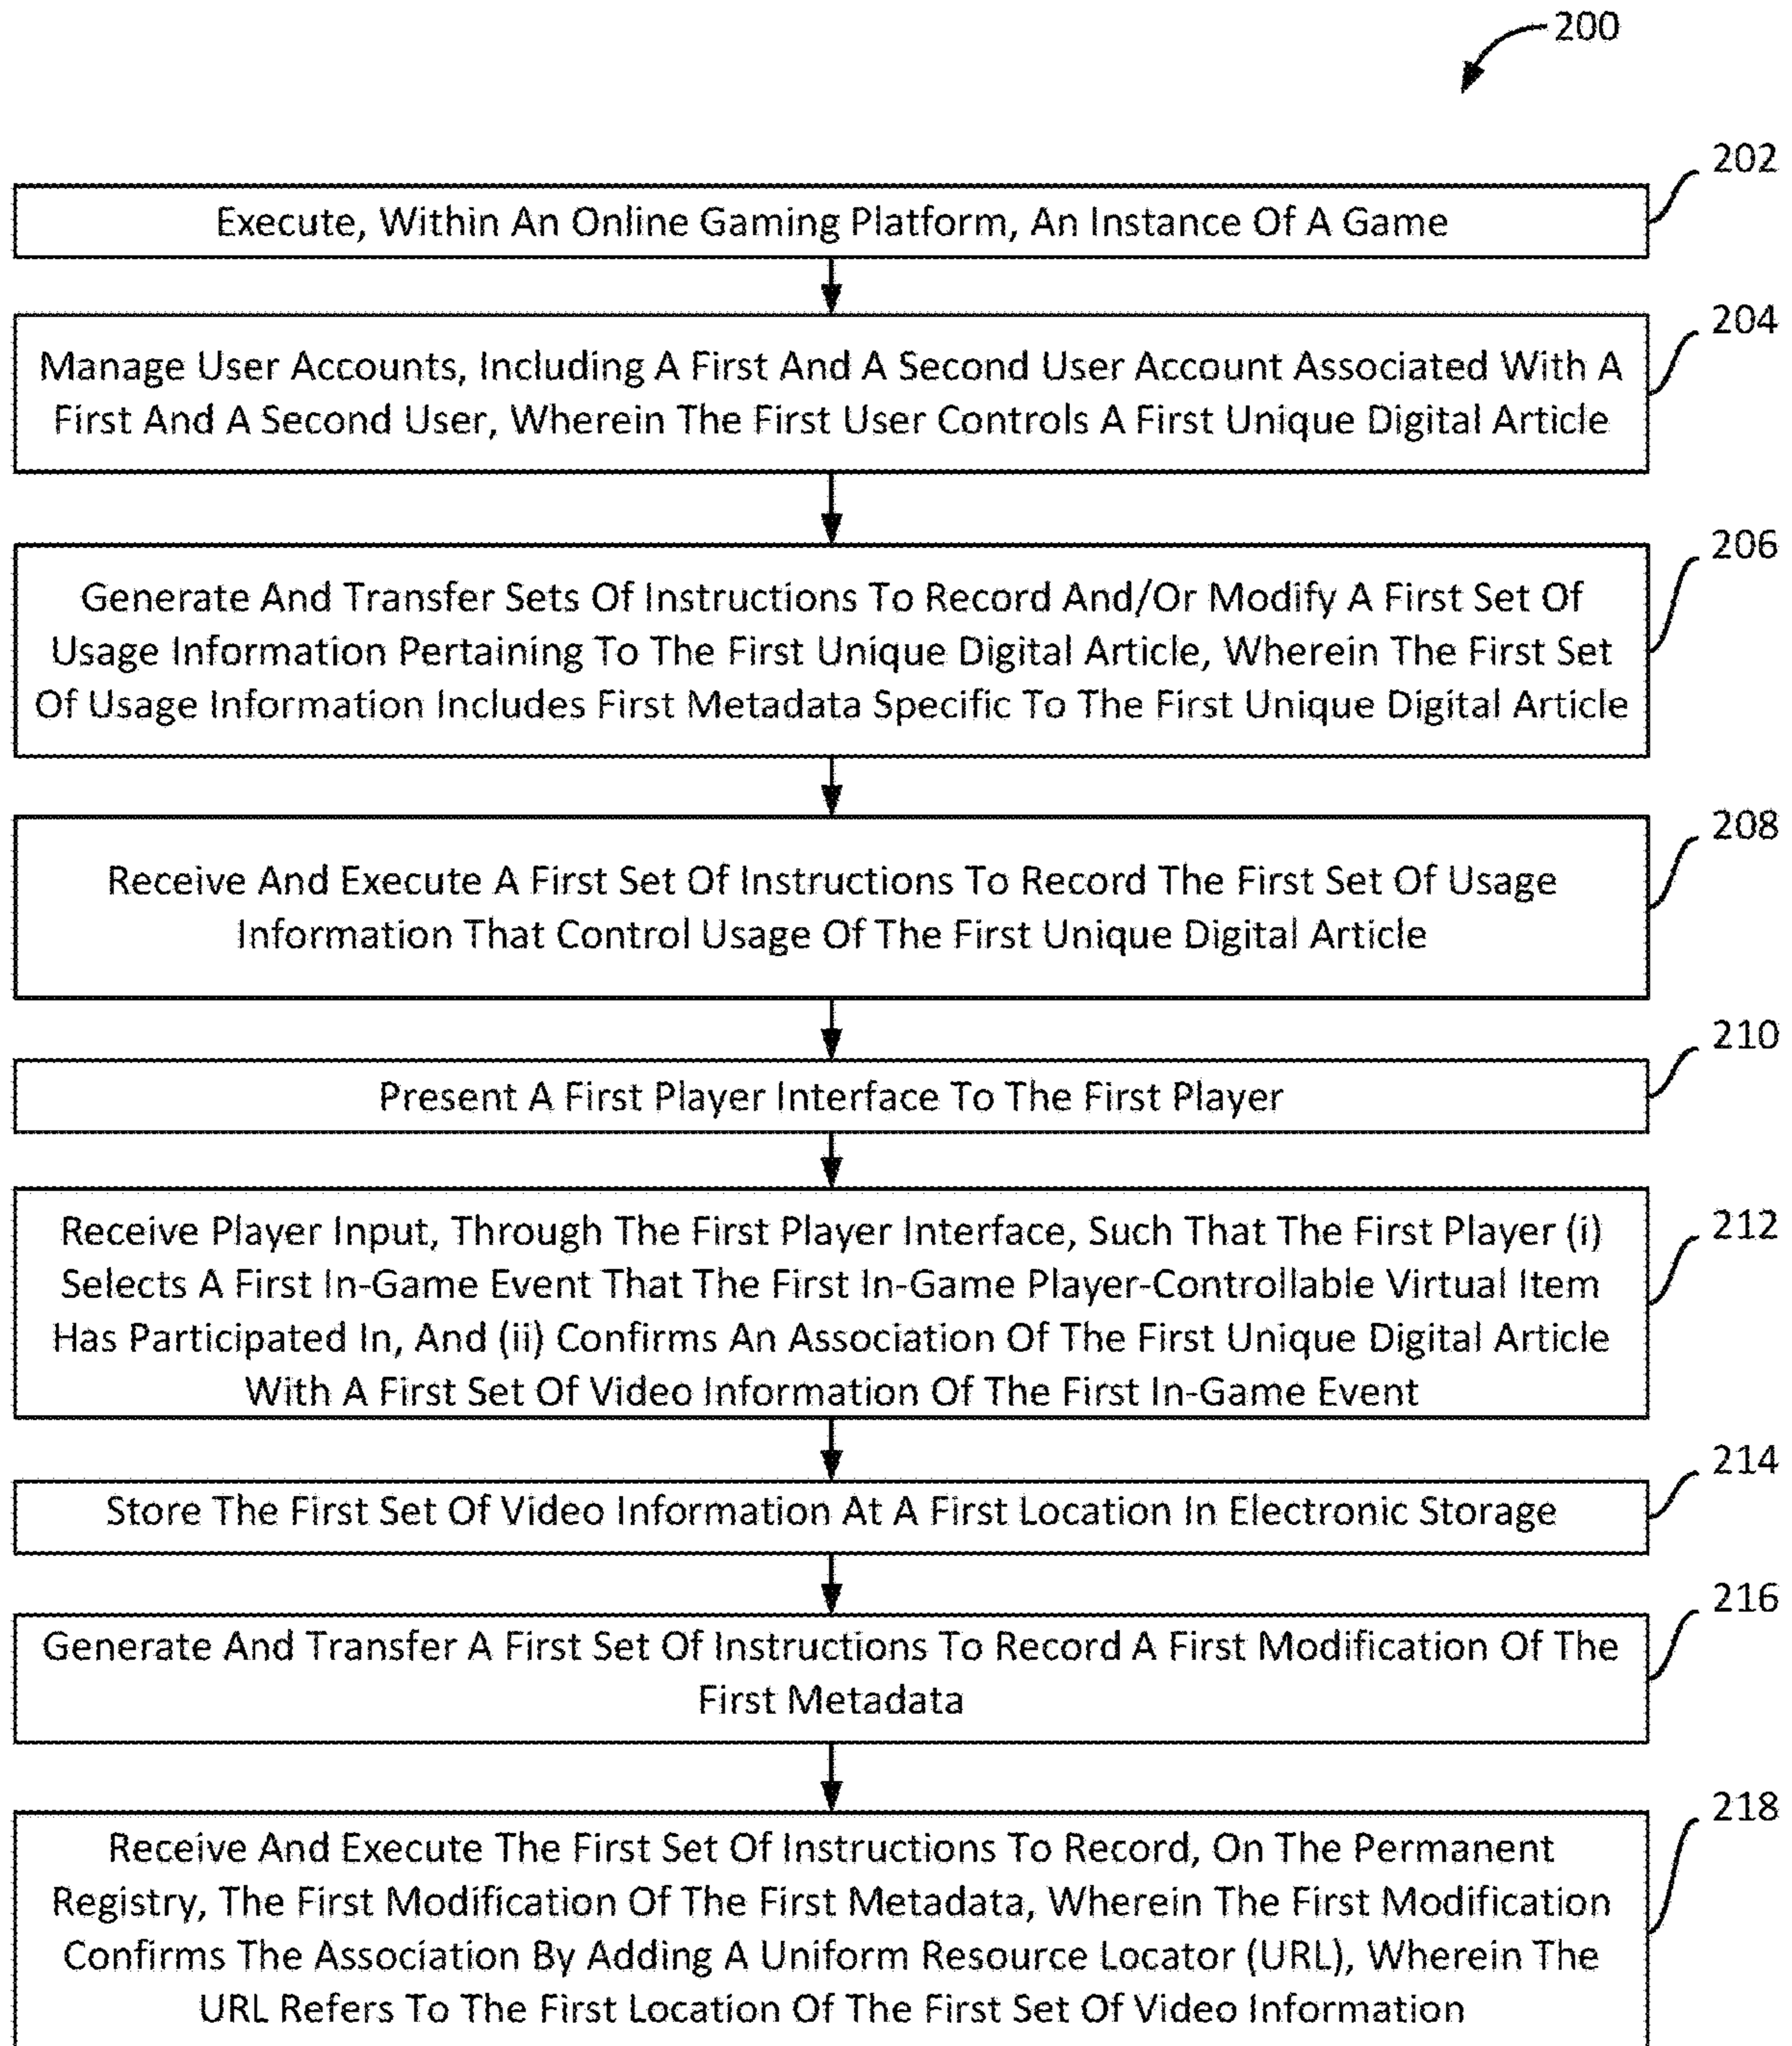 200
202
Execute, Within An Online Gaming Platform, An Instance Of A Game
204
Manage User Accounts, Including A First And A Second User Account Associated With A
First And A Second User, Wherein The First User Controls A First Unique Digital Article
206
Generate And Transfer Sets Of Instructions To Record And/Or Modify A First Set Of
Usage Information Pertaining To The First Unique Digital Article, Wherein The First Set
Of Usage Information Includes First Metadata Specific To The First Unique Digital Article
208
Receive And Execute A First Set Of Instructions To Record The First Set Of Usage
Information That Control Usage Of The First Unique Digital Article
210
Present A First Player Interface To The First Player
212
Receive Player Input, Through The First Player Interface, Such That The First Player (i)
Selects A First In-Game Event That The First In-Game Player-Controllable Virtual Item
Has Participated In, And (ii) Confirms An Association Of The First Unique Digital Article
With A First Set Of Video Information Of The First In-Game Event
214
Store The First Set Of Video Information At A First Location In Electronic Storage
216
Generate And Transfer A First Set Of Instructions To Record A First Modification Of The
First Metadata
218
Receive And Execute The First Set Of Instructions To Record, On The Permanent
Registry, The First Modification Of The First Metadata, Wherein The First Modification
Confirms The Association By Adding A Uniform Resource Locator (URL), Wherein The
URL Refers To The First Location Of The First Set Of Video Information